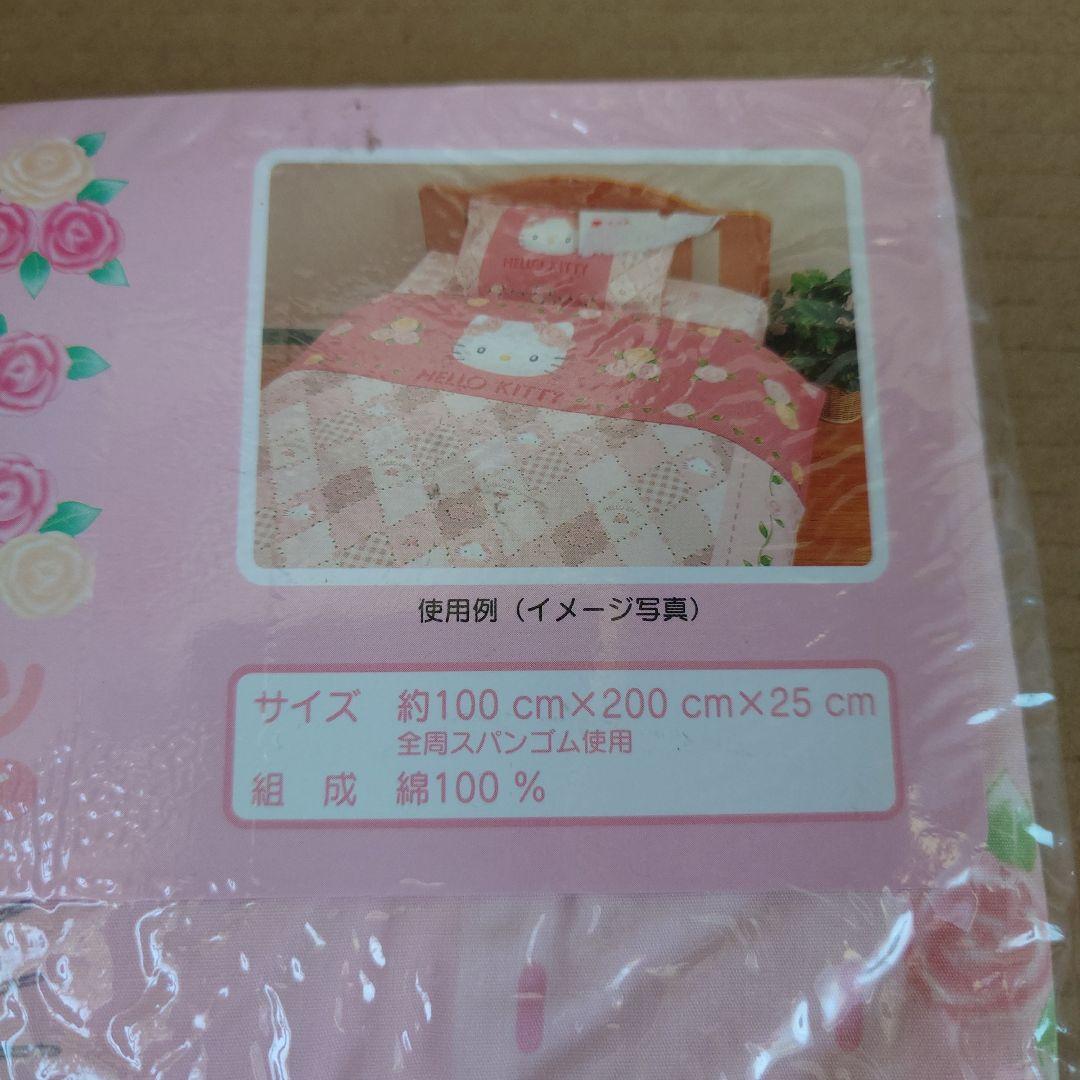 HELLO KITTY
HELLO KITTY
使用例（イメージ写真）
サイズ 約100 cm×200 cm×25 cm
全周スパンゴム使用
組 成 綿100 %